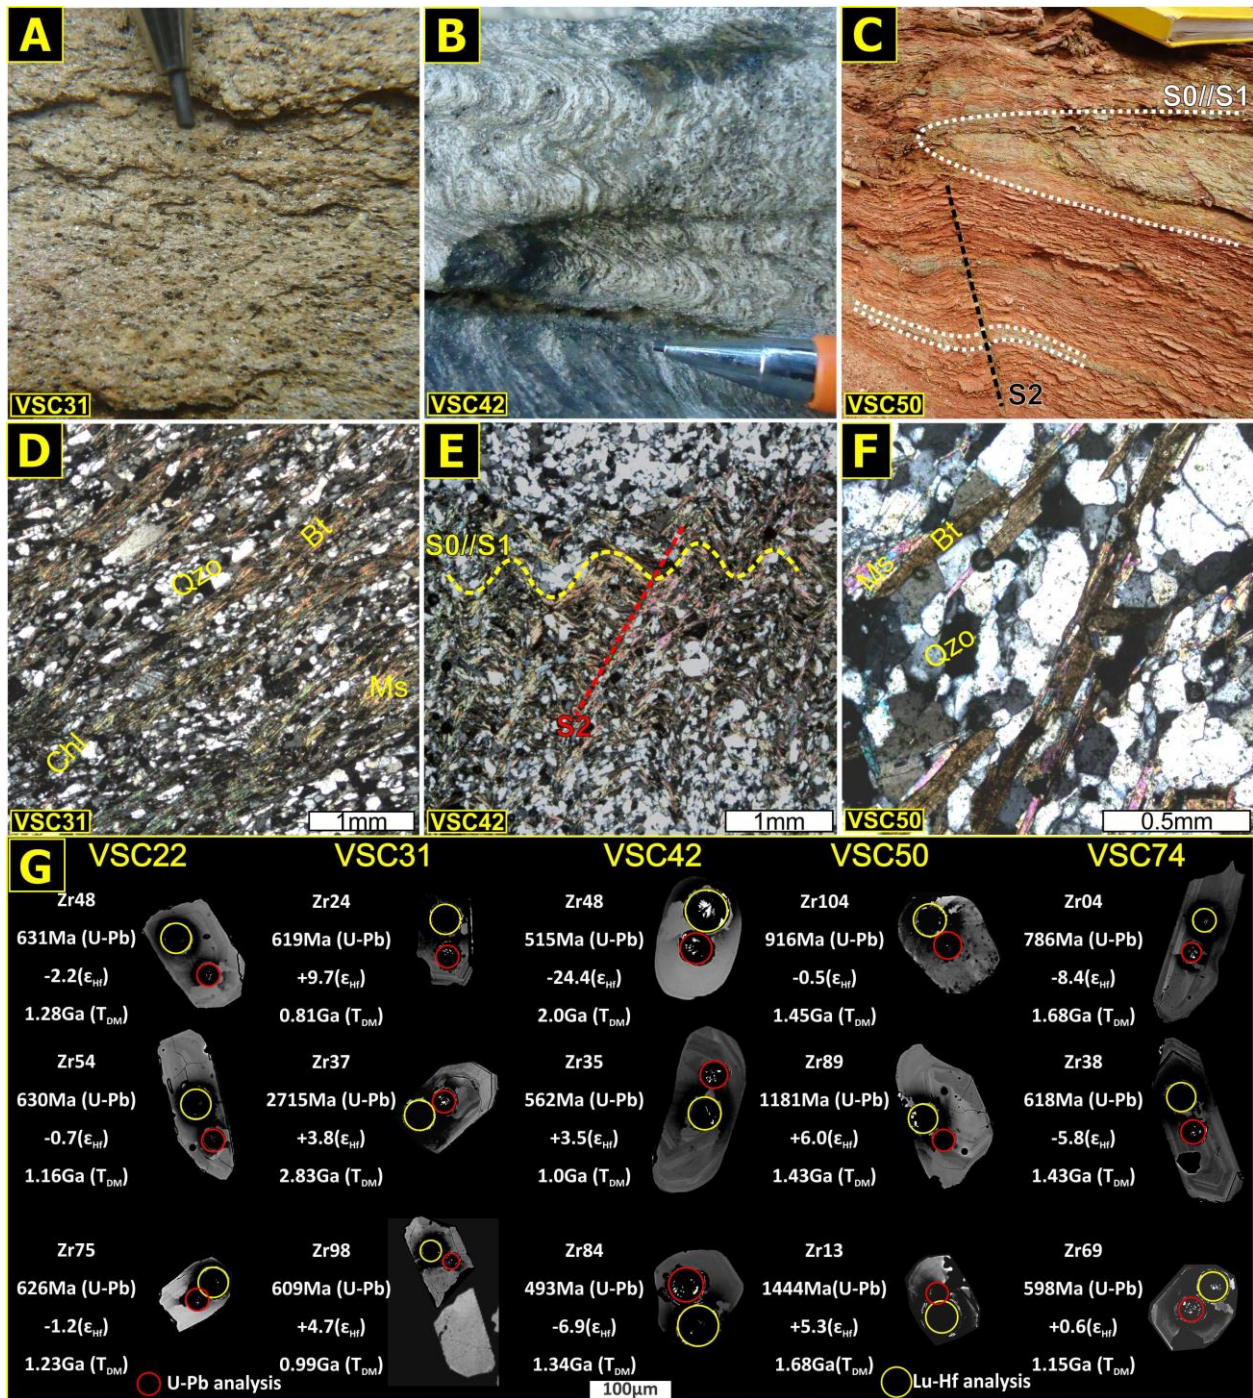 A
VSC31
B
VSC42
C
S0//S1
S2
VSC50
D
Bt
Qzo
Ms
Chl
VSC31
1mm
E
S0//S1
S2
VSC42
1mm
F
Ms
Bt
Qzo
VSC50
0.5mm
G
VSC22 VSC31 VSC42 VSC50 VSC74
Zr48 Zr24 Zr48 Zr104 Zr04
631Ma (U-Pb) 619Ma (U-Pb) 515Ma (U-Pb) 916Ma (U-Pb) 786Ma (U-Pb)
-2.2(εHf) +9.7(εHf) -24.4(εHf) -0.5(εHf) -8.4(εHf)
1.28Ga (TDM) 0.81Ga (TDM) 2.0Ga (TDM) 1.45Ga (TDM) 1.68Ga (TDM)
Zr54 Zr37 Zr35 Zr89 Zr38
630Ma (U-Pb) 2715Ma (U-Pb) 562Ma (U-Pb) 1181Ma (U-Pb) 618Ma (U-Pb)
-0.7(εHf) +3.8(εHf) +3.5(εHf) +6.0(εHf) -5.8(εHf)
1.16Ga (TDM) 2.83Ga (TDM) 1.0Ga (TDM) 1.43Ga (TDM) 1.43Ga (TDM)
Zr75 Zr98 Zr84 Zr13 Zr69
626Ma (U-Pb) 609Ma (U-Pb) 493Ma (U-Pb) 1444Ma(U-Pb) 598Ma (U-Pb)
-1.2(εHf) +4.7(εHf) -6.9(εHf) +5.3(εHf) +0.6(εHf)
1.23Ga (TDM) 0.99Ga (TDM) 1.34Ga (TDM) 1.68Ga(TDM) 1.15Ga (TDM)
U-Pb analysis 100μm Lu-Hf analysis